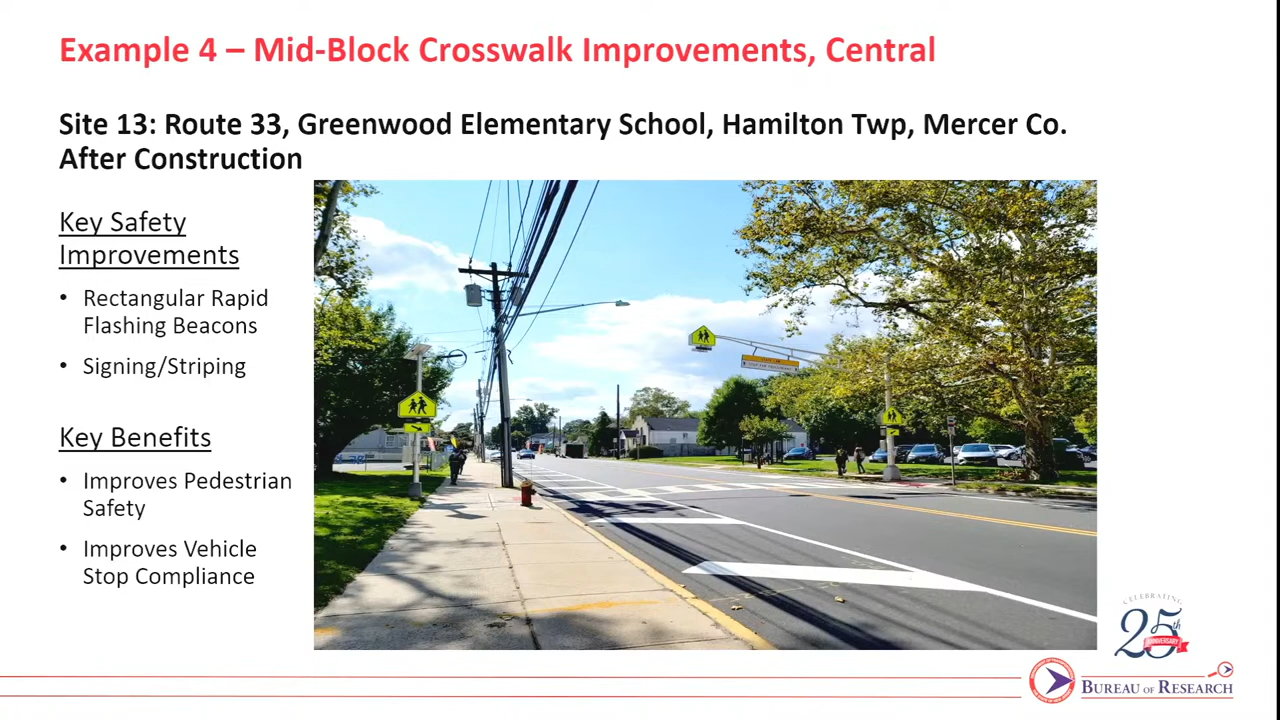 Example 4 – Mid-Block Crosswalk Improvements, Central
Site 13: Route 33, Greenwood Elementary School, Hamilton Twp, Mercer Co.
After Construction
Key Safety
Improvements
• Rectangular Rapid
Flashing Beacons
• Signing/Striping
Key Benefits
• Improves Pedestrian
Safety
• Improves Vehicle
Stop Compliance
CELEBRATING
25th
ANNIVERSARY
BUREAU OF RESEARCH